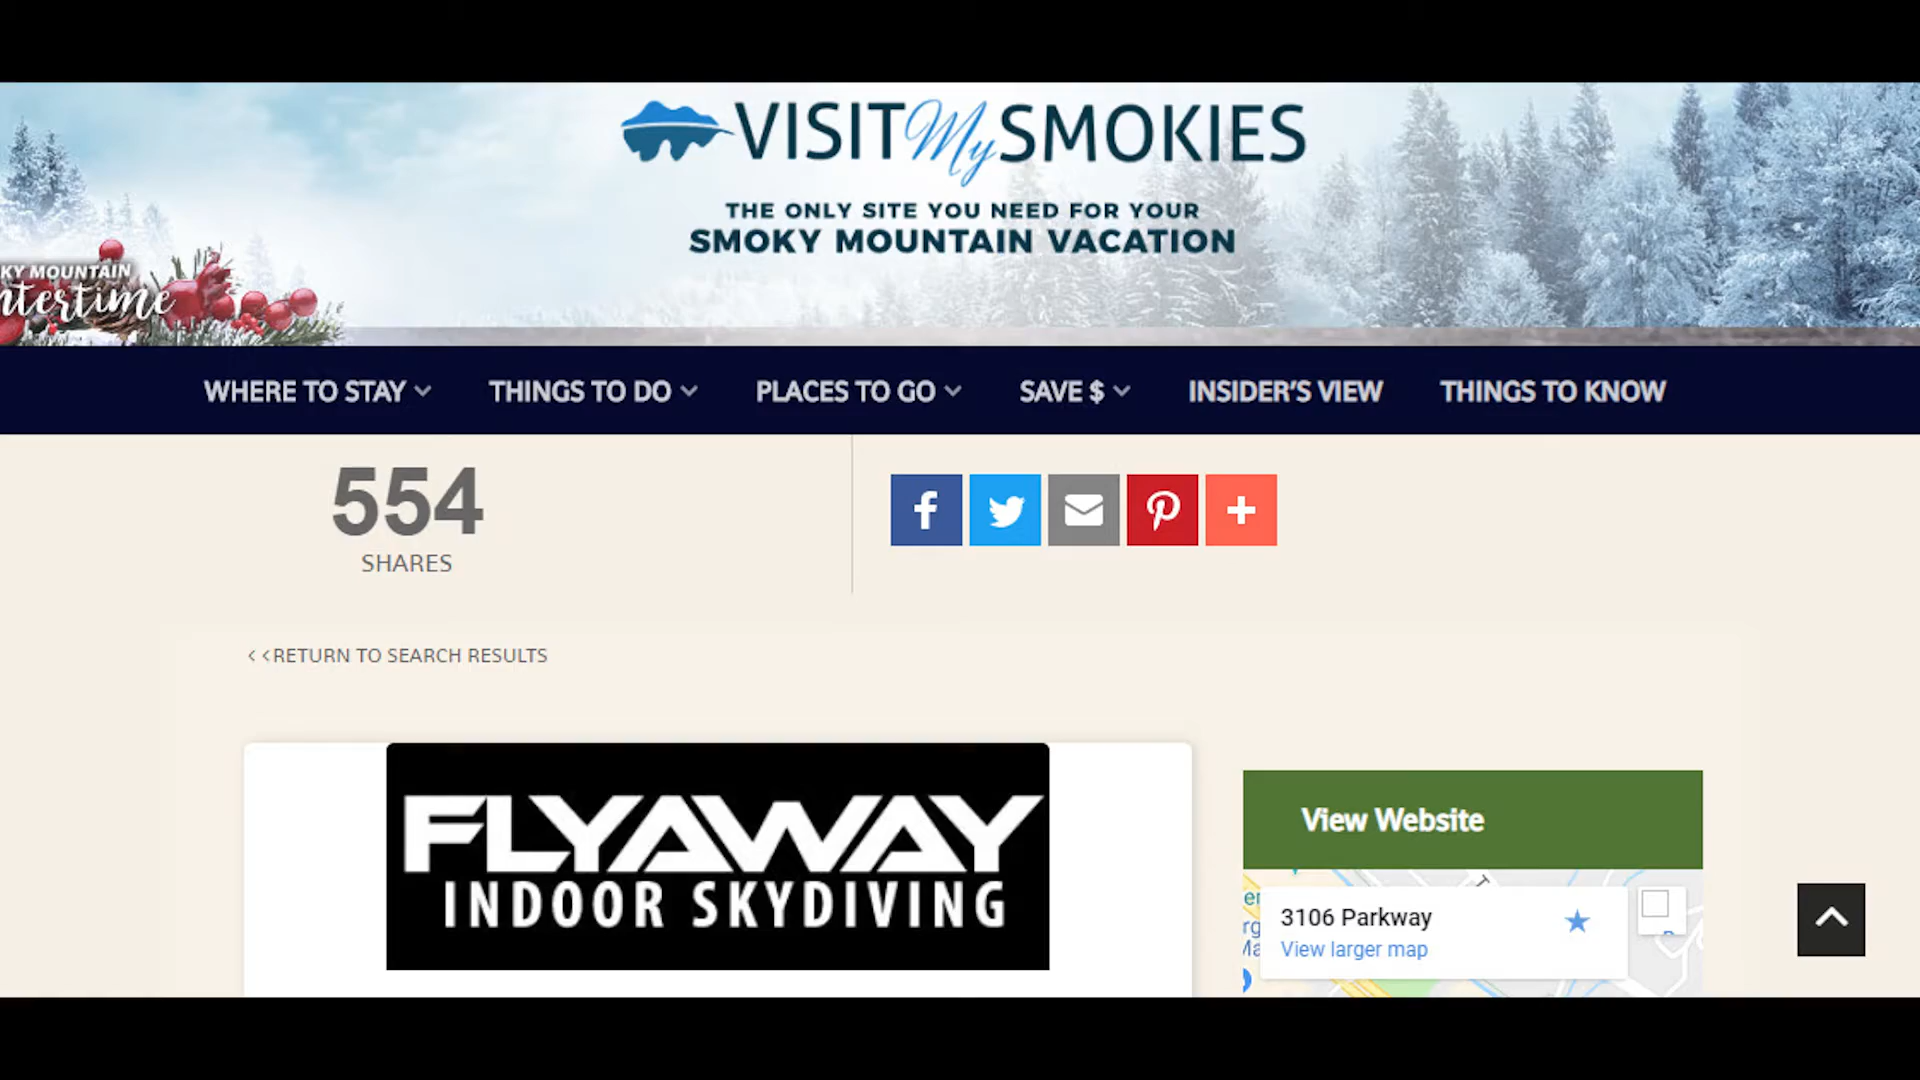 VISIT My SMOKIES
THE ONLY SITE YOU NEED FOR YOUR
SMOKY MOUNTAIN VACATION
KY MOUNTAIN
ntertime
WHERE TO STAY
THINGS TO DO
PLACES TO GO
SAVE $
INSIDER'S VIEW
THINGS TO KNOW
554
SHARES
< <RETURN TO SEARCH RESULTS
FLYAWAY
INDOOR SKYDIVING
View Website
3106 Parkway
View larger map